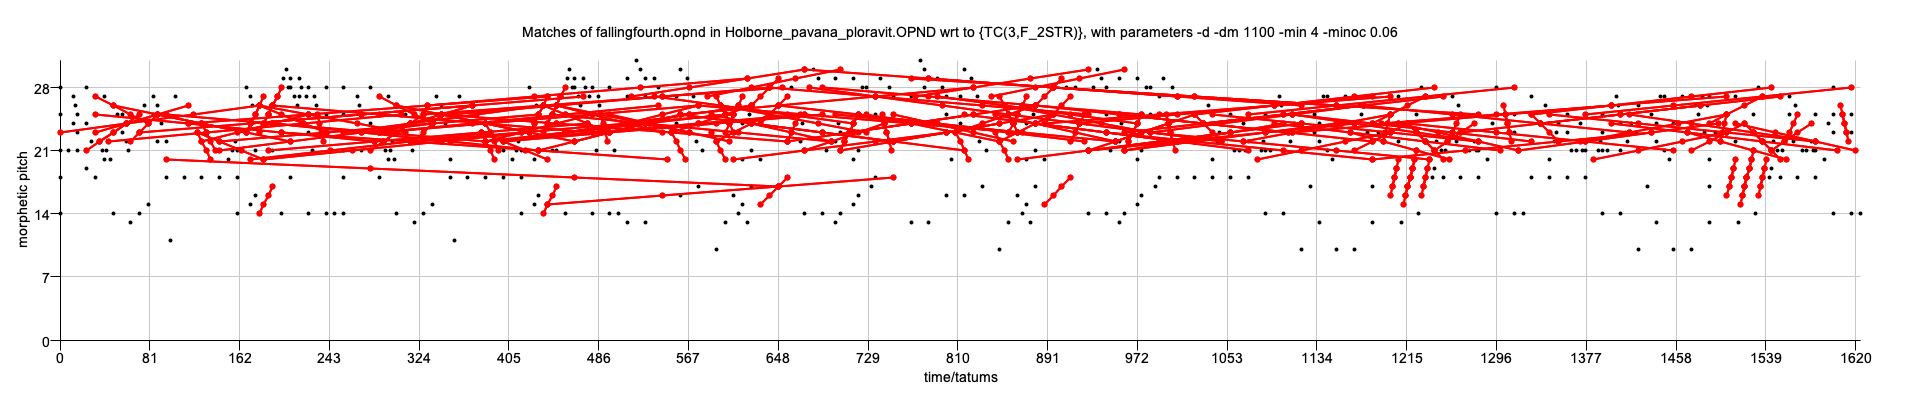 Matches of fallingfourth.opnd in Holborne_pavana_ploravit.OPND wrt to {TC(3,F_2STR)}, with parameters -d -dm 1100 -min 4 -minoc 0.06
28
21
14
7
0
morphetic pitch
0 81 162 243 324 405 486 567 648 729 810 891 972 1053 1134 1215 1296 1377 1458 1539 1620
time/tatums